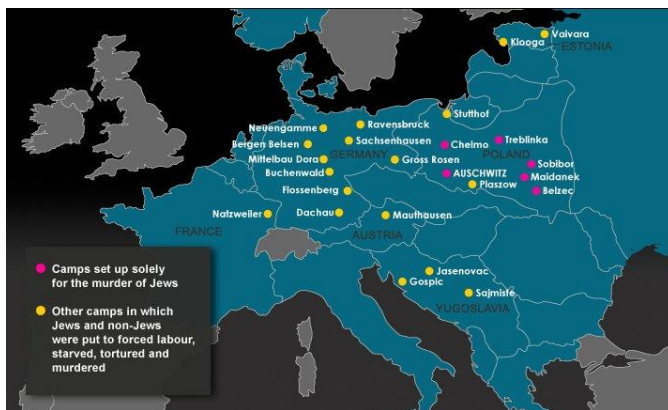 Vaivara
Klooga
ESTONIA
Stutthof
Ravensbruck
Neuengamme
Sachsenhausen
Chelmo
Treblinka
Bergen Belsen
GERMANY
POLAND
Mittelbau Dora
Gross Rosen
Sobibor
Buchenwald
AUSCHWITZ
Maidanek
Plaszow
Flossenberg
Belzec
Natzweiler
Dachau
Mauthausen
FRANCE
AUSTRIA
Jasenovac
Gospic
Sajmiste
YUGOSLAVIA
Camps set up solely
for the murder of Jews
Other camps in which
Jews and non-Jews
were put to forced labour,
starved, tortured and
murdered